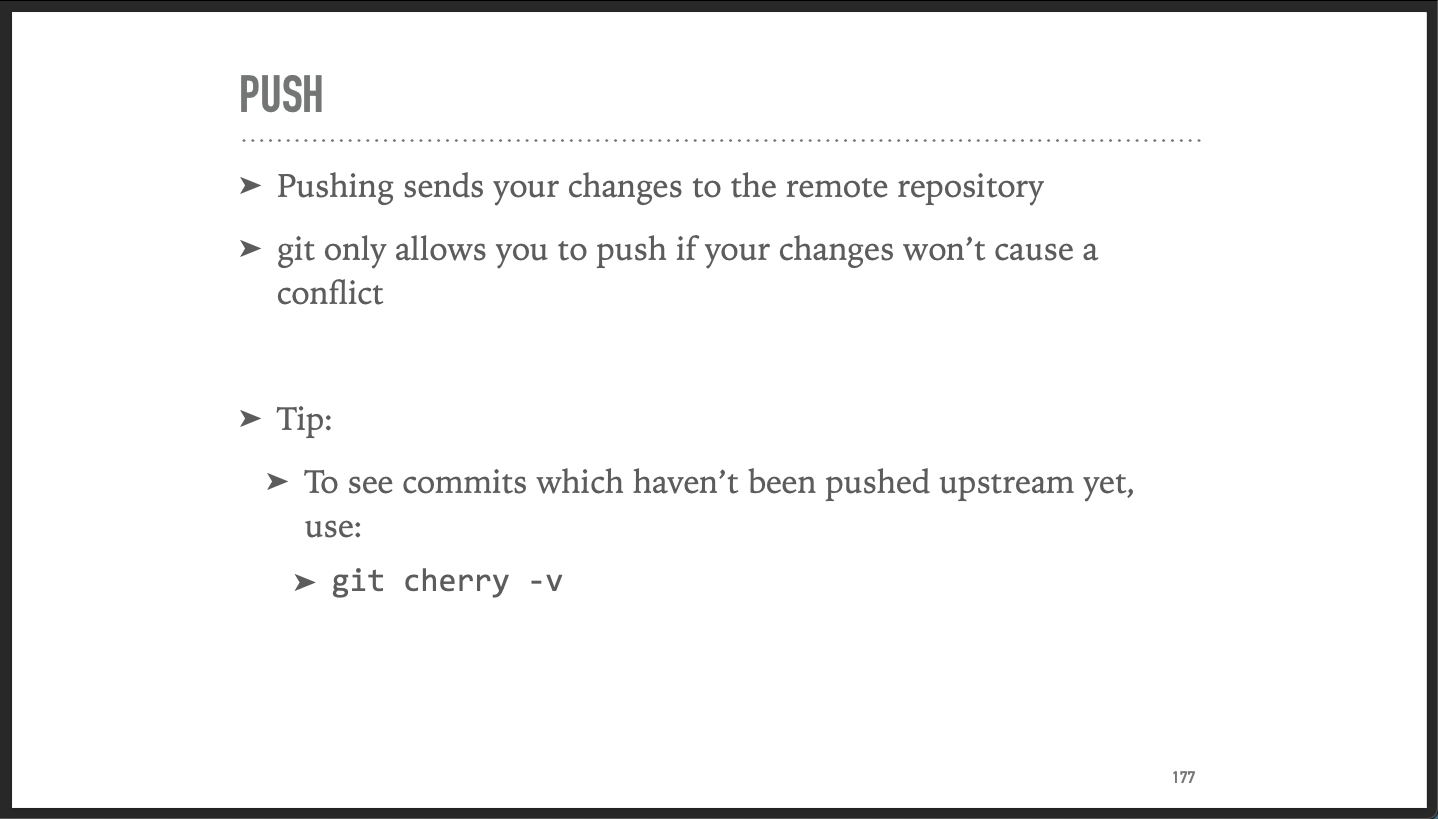 PUSH
➤ Pushing sends your changes to the remote repository
➤ git only allows you to push if your changes won’t cause a
conflict
➤ Tip:
➤ To see commits which haven’t been pushed upstream yet,
use:
➤ git cherry -v
177